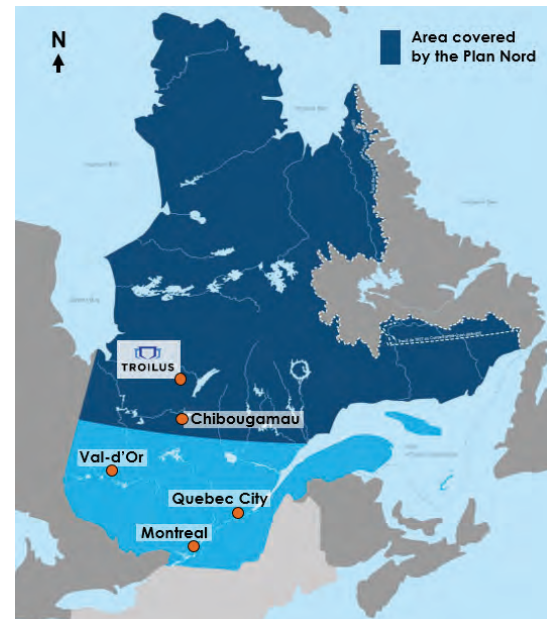 N
Area covered
by the Plan Nord
TROILUS
Chibougamau
Val-d'Or
Quebec City
Montreal